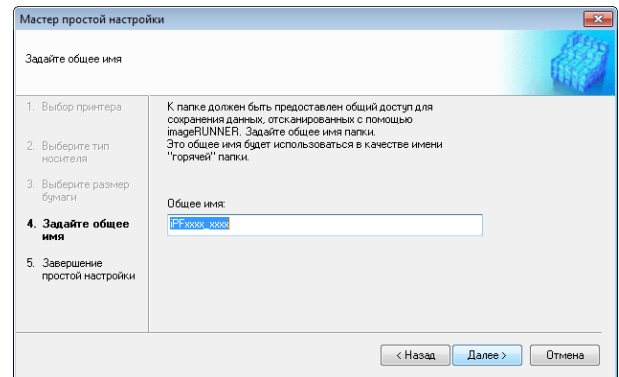 Мастер простой настройки
Задайте общее имя
1. Выбор принтера
2. Выберите тип
носителя
3. Выберите размер
бумаги
4. Задайте общее
имя
5. Завершение
простой настройки
К папке должен быть предоставлен общий доступ для
сохранения данных, отсканированных с помощью
imageRUNNER. Задайте общее имя папки.
Это общее имя будет использоваться в качестве имени
"горячей" папки.
Общее имя:
iPFxxxx_xxxx
< Назад
Далее >
Отмена